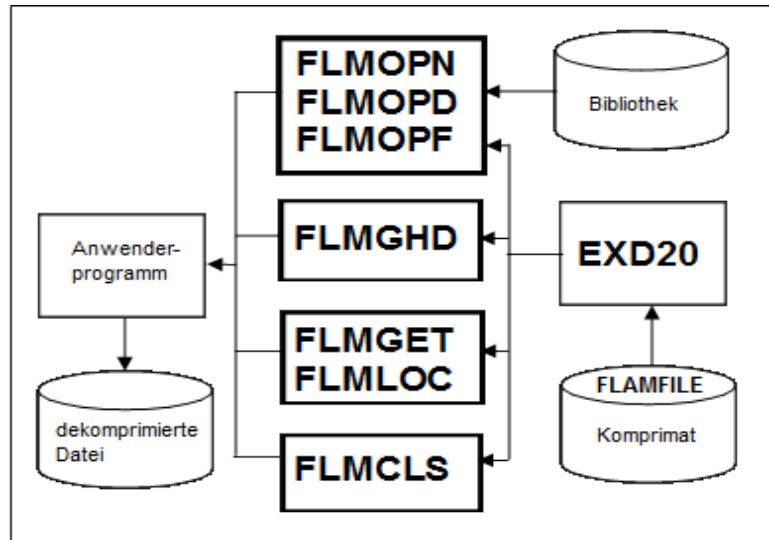 FLMOPN
FLMOPD
FLMOPF
Bibliothek
Anwender-
programm
FLMGHD
EXD20
FLMGET
FLMLOC
FLAMFILE
Komprimat
dekomprimierte
Datei
FLMCLS